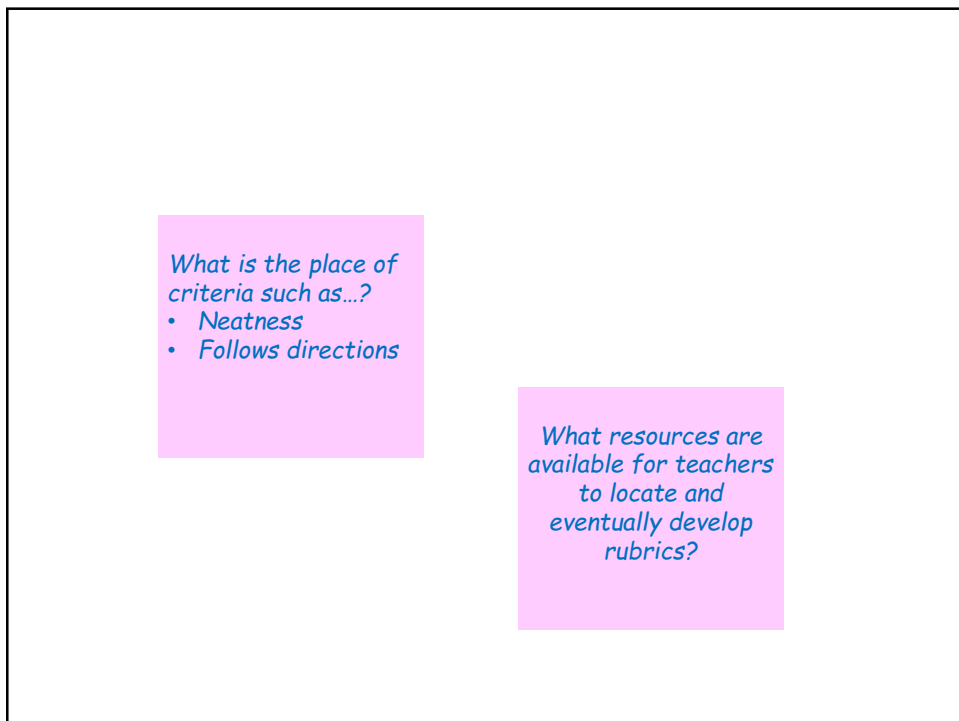 What is the place of
criteria such as…?
• Neatness
• Follows directions
What resources are
available for teachers
to locate and
eventually develop
rubrics?